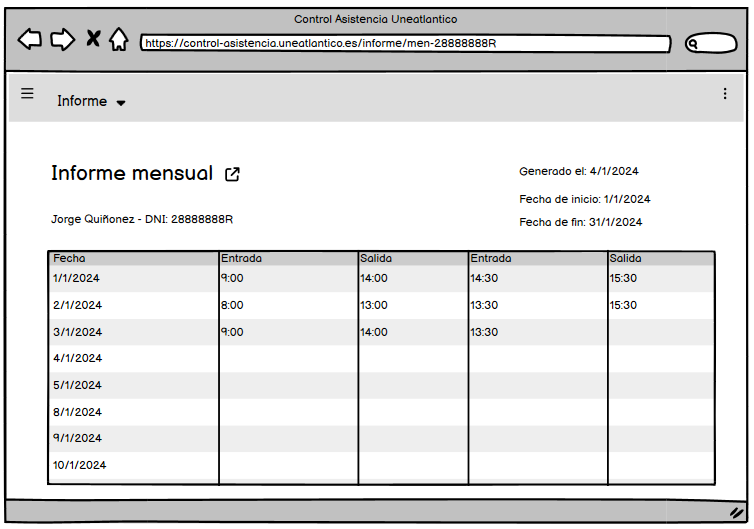 Control Asistencia Uneatlantico
https://control-asistencia.uneatlantico.es/informe/men-28888888R
Informe
Informe mensual
Generado el: 4/1/2024
Fecha de inicio: 1/1/2024
Jorge Quiñonez - DNI: 28888888R
Fecha de fin: 31/1/2024
Fecha Entrada Salida Entrada Salida
1/1/2024 9:00 14:00 14:30 15:30
2/1/2024 8:00 13:00 13:30 15:30
3/1/2024 9:00 14:00 13:30
4/1/2024
5/1/2024
8/1/2024
9/1/2024
10/1/2024